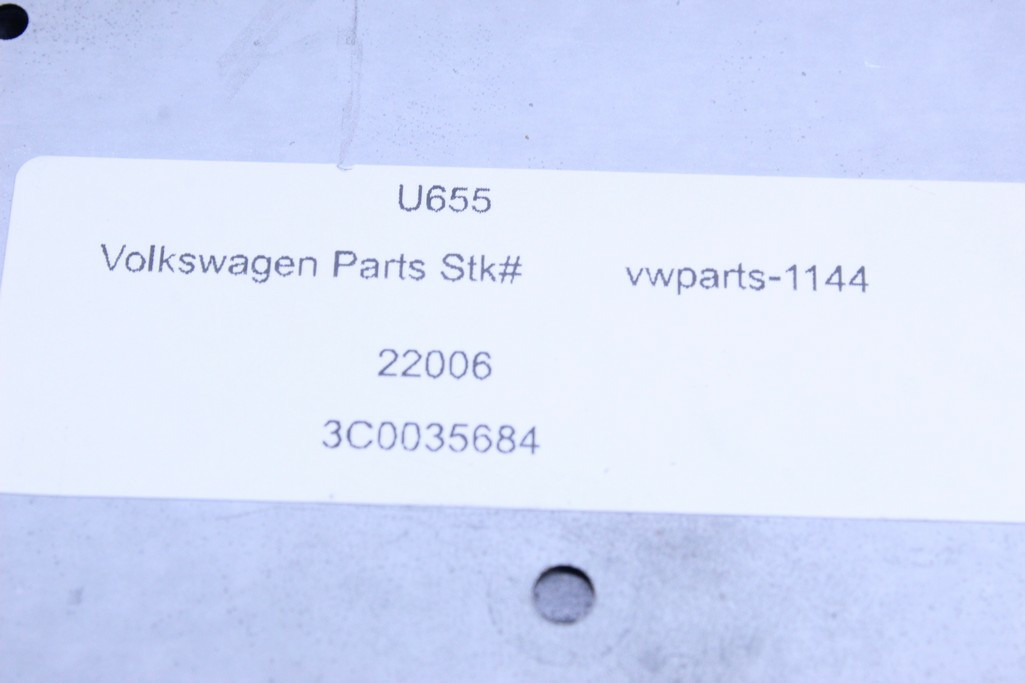 U655
Volkswagen Parts Stk# vwparts-1144
22006
3C0035684